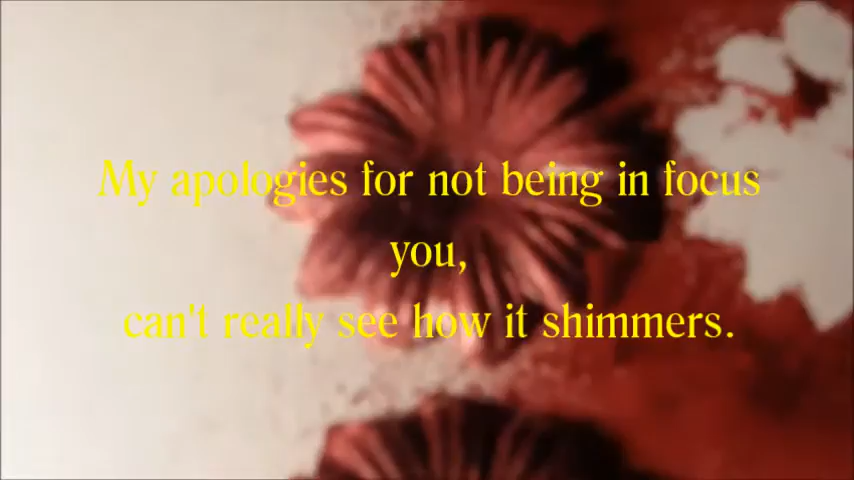 My apologies for not being in focus
you,
can't really see how it shimmers.